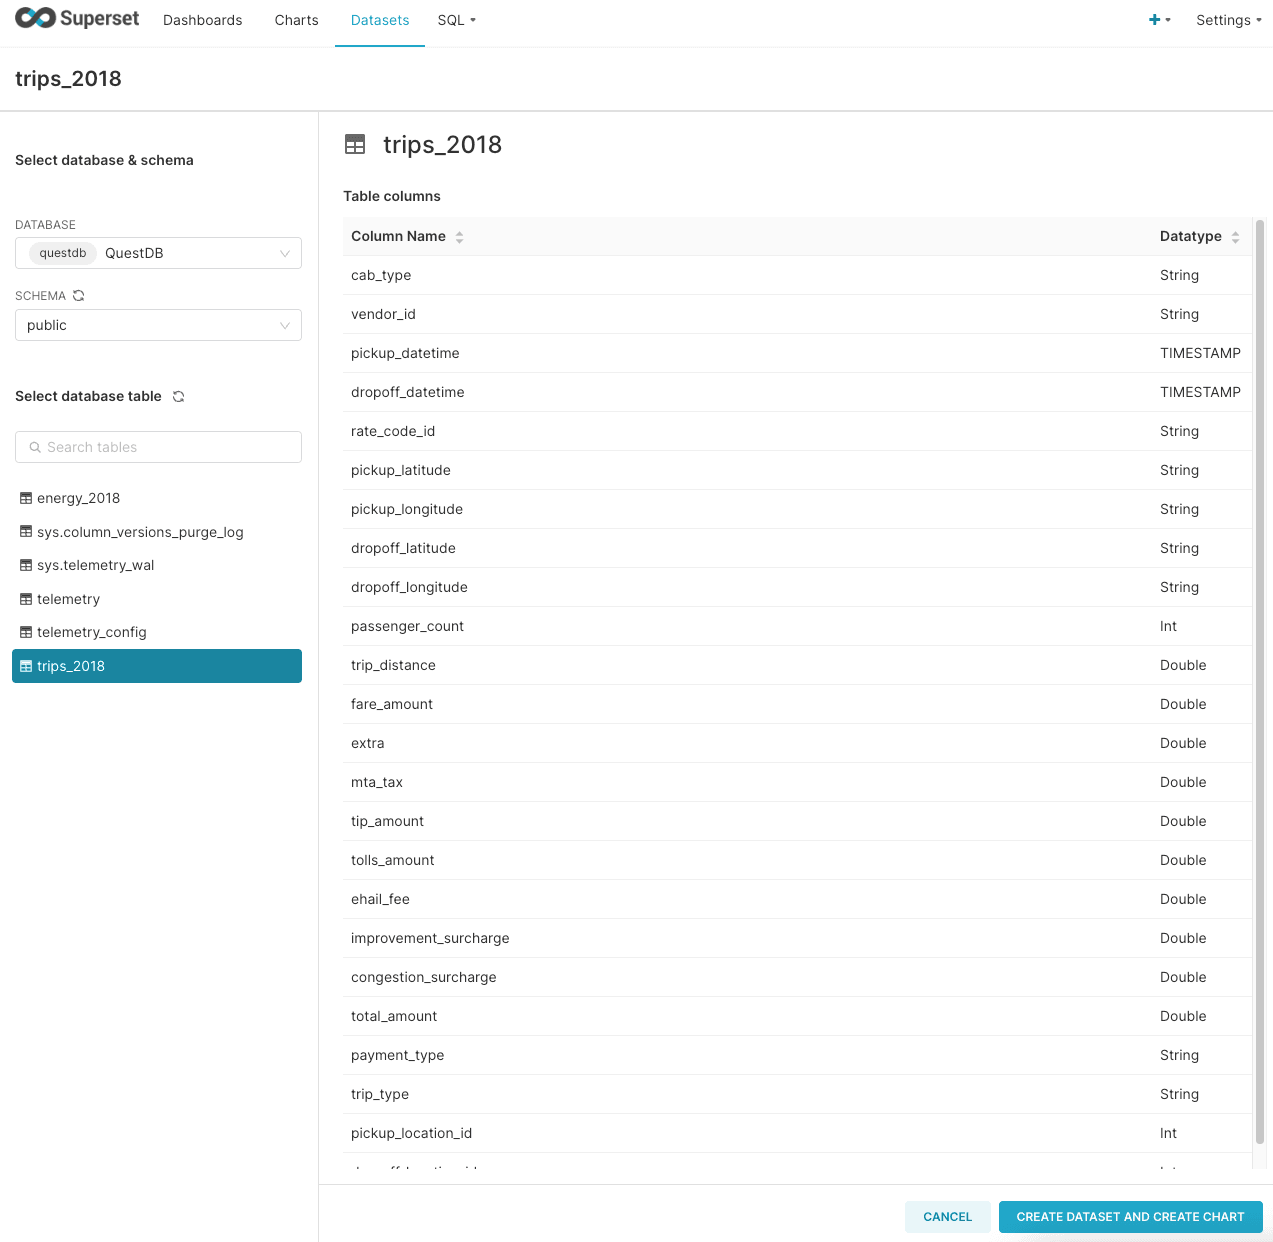 Superset Dashboards Charts Datasets SQL Settings
trips_2018
Select database & schema
DATABASE
questdb QuestDB
SCHEMA
public
Select database table
Search tables
energy_2018
sys.column_versions_purge_log
sys.telemetry_wal
telemetry
telemetry_config
trips_2018
trips_2018
Table columns
Column Name Datatype
cab_type String
vendor_id String
pickup_datetime TIMESTAMP
dropoff_datetime TIMESTAMP
rate_code_id String
pickup_latitude String
pickup_longitude String
dropoff_latitude String
dropoff_longitude String
passenger_count Int
trip_distance Double
fare_amount Double
extra Double
mta_tax Double
tip_amount Double
tolls_amount Double
ehail_fee Double
improvement_surcharge Double
congestion_surcharge Double
total_amount Double
payment_type String
trip_type String
pickup_location_id Int
CANCEL CREATE DATASET AND CREATE CHART